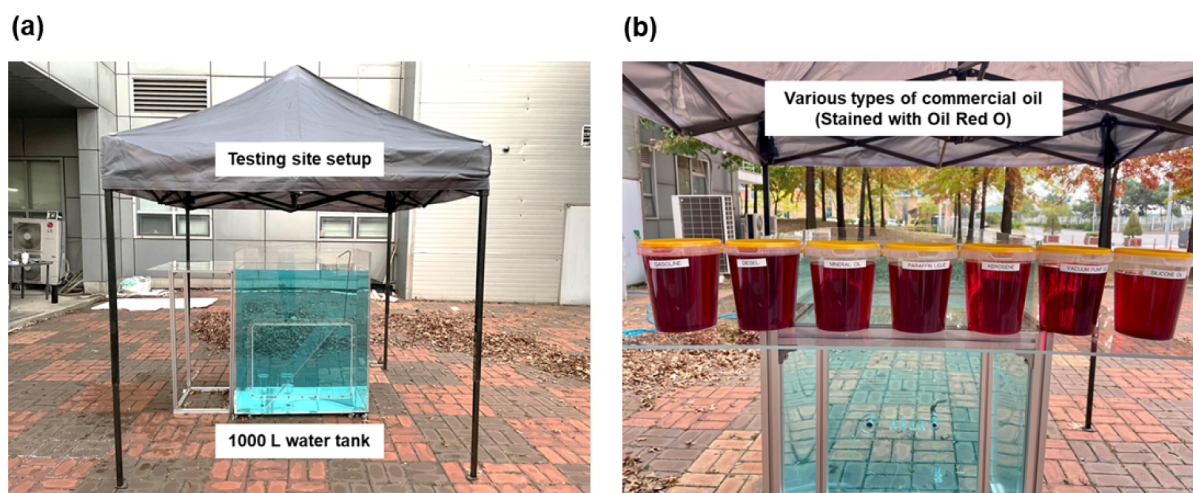 (a)
(b)
Testing site setup
1000 L water tank
Various types of commercial oil
(Stained with Oil Red O)
GASOLINE
DIESEL
MINERAL OIL
PARAFFIN LIQUID
KEROSENE
VACUUM PUMP
SILICONE OIL